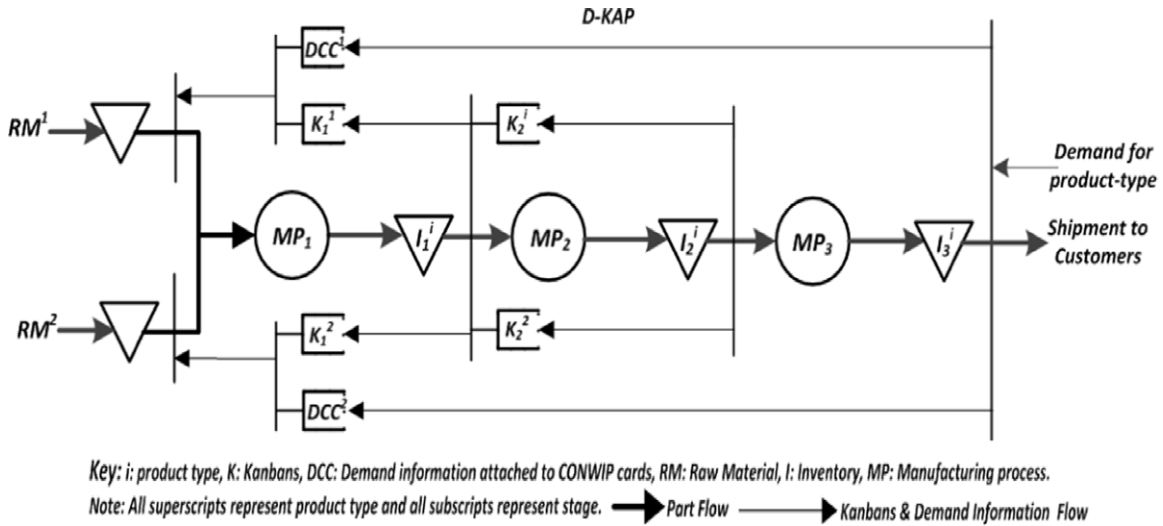 D-KAP
DCC¹
K₁¹
K₂ⁱ
RM¹
Demand for
product-type
MP₁
I₁ⁱ
MP₂
I₂ⁱ
MP₃
I₃ⁱ
Shipment to
Customers
RM²
K₁²
K₂²
DCC²
Key: i; product type, K: Kanbans, DCC: Demand information attached to CONWIP cards, RM: Raw Material, I: Inventory, MP: Manufacturing process.
Note: All superscripts represent product type and all subscripts represent stage. Part Flow Kanbans & Demand Information Flow